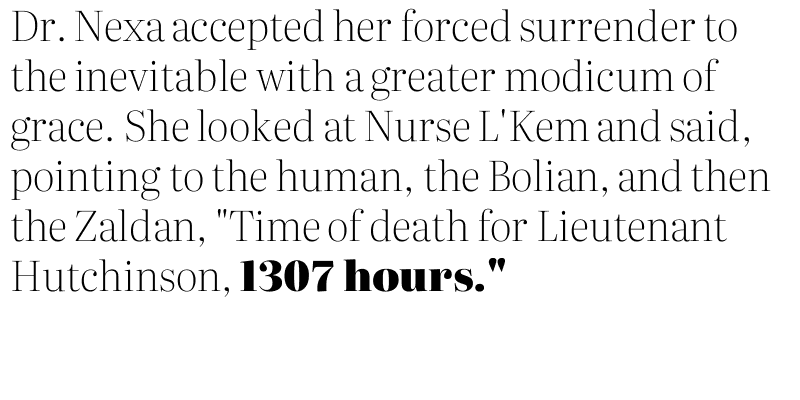 Dr. Nexa accepted her forced surrender to
the inevitable with a greater modicum of
grace. She looked at Nurse L'Kem and said,
pointing to the human, the Bolian, and then
the Zaldan, "Time of death for Lieutenant
Hutchinson, 1307 hours."